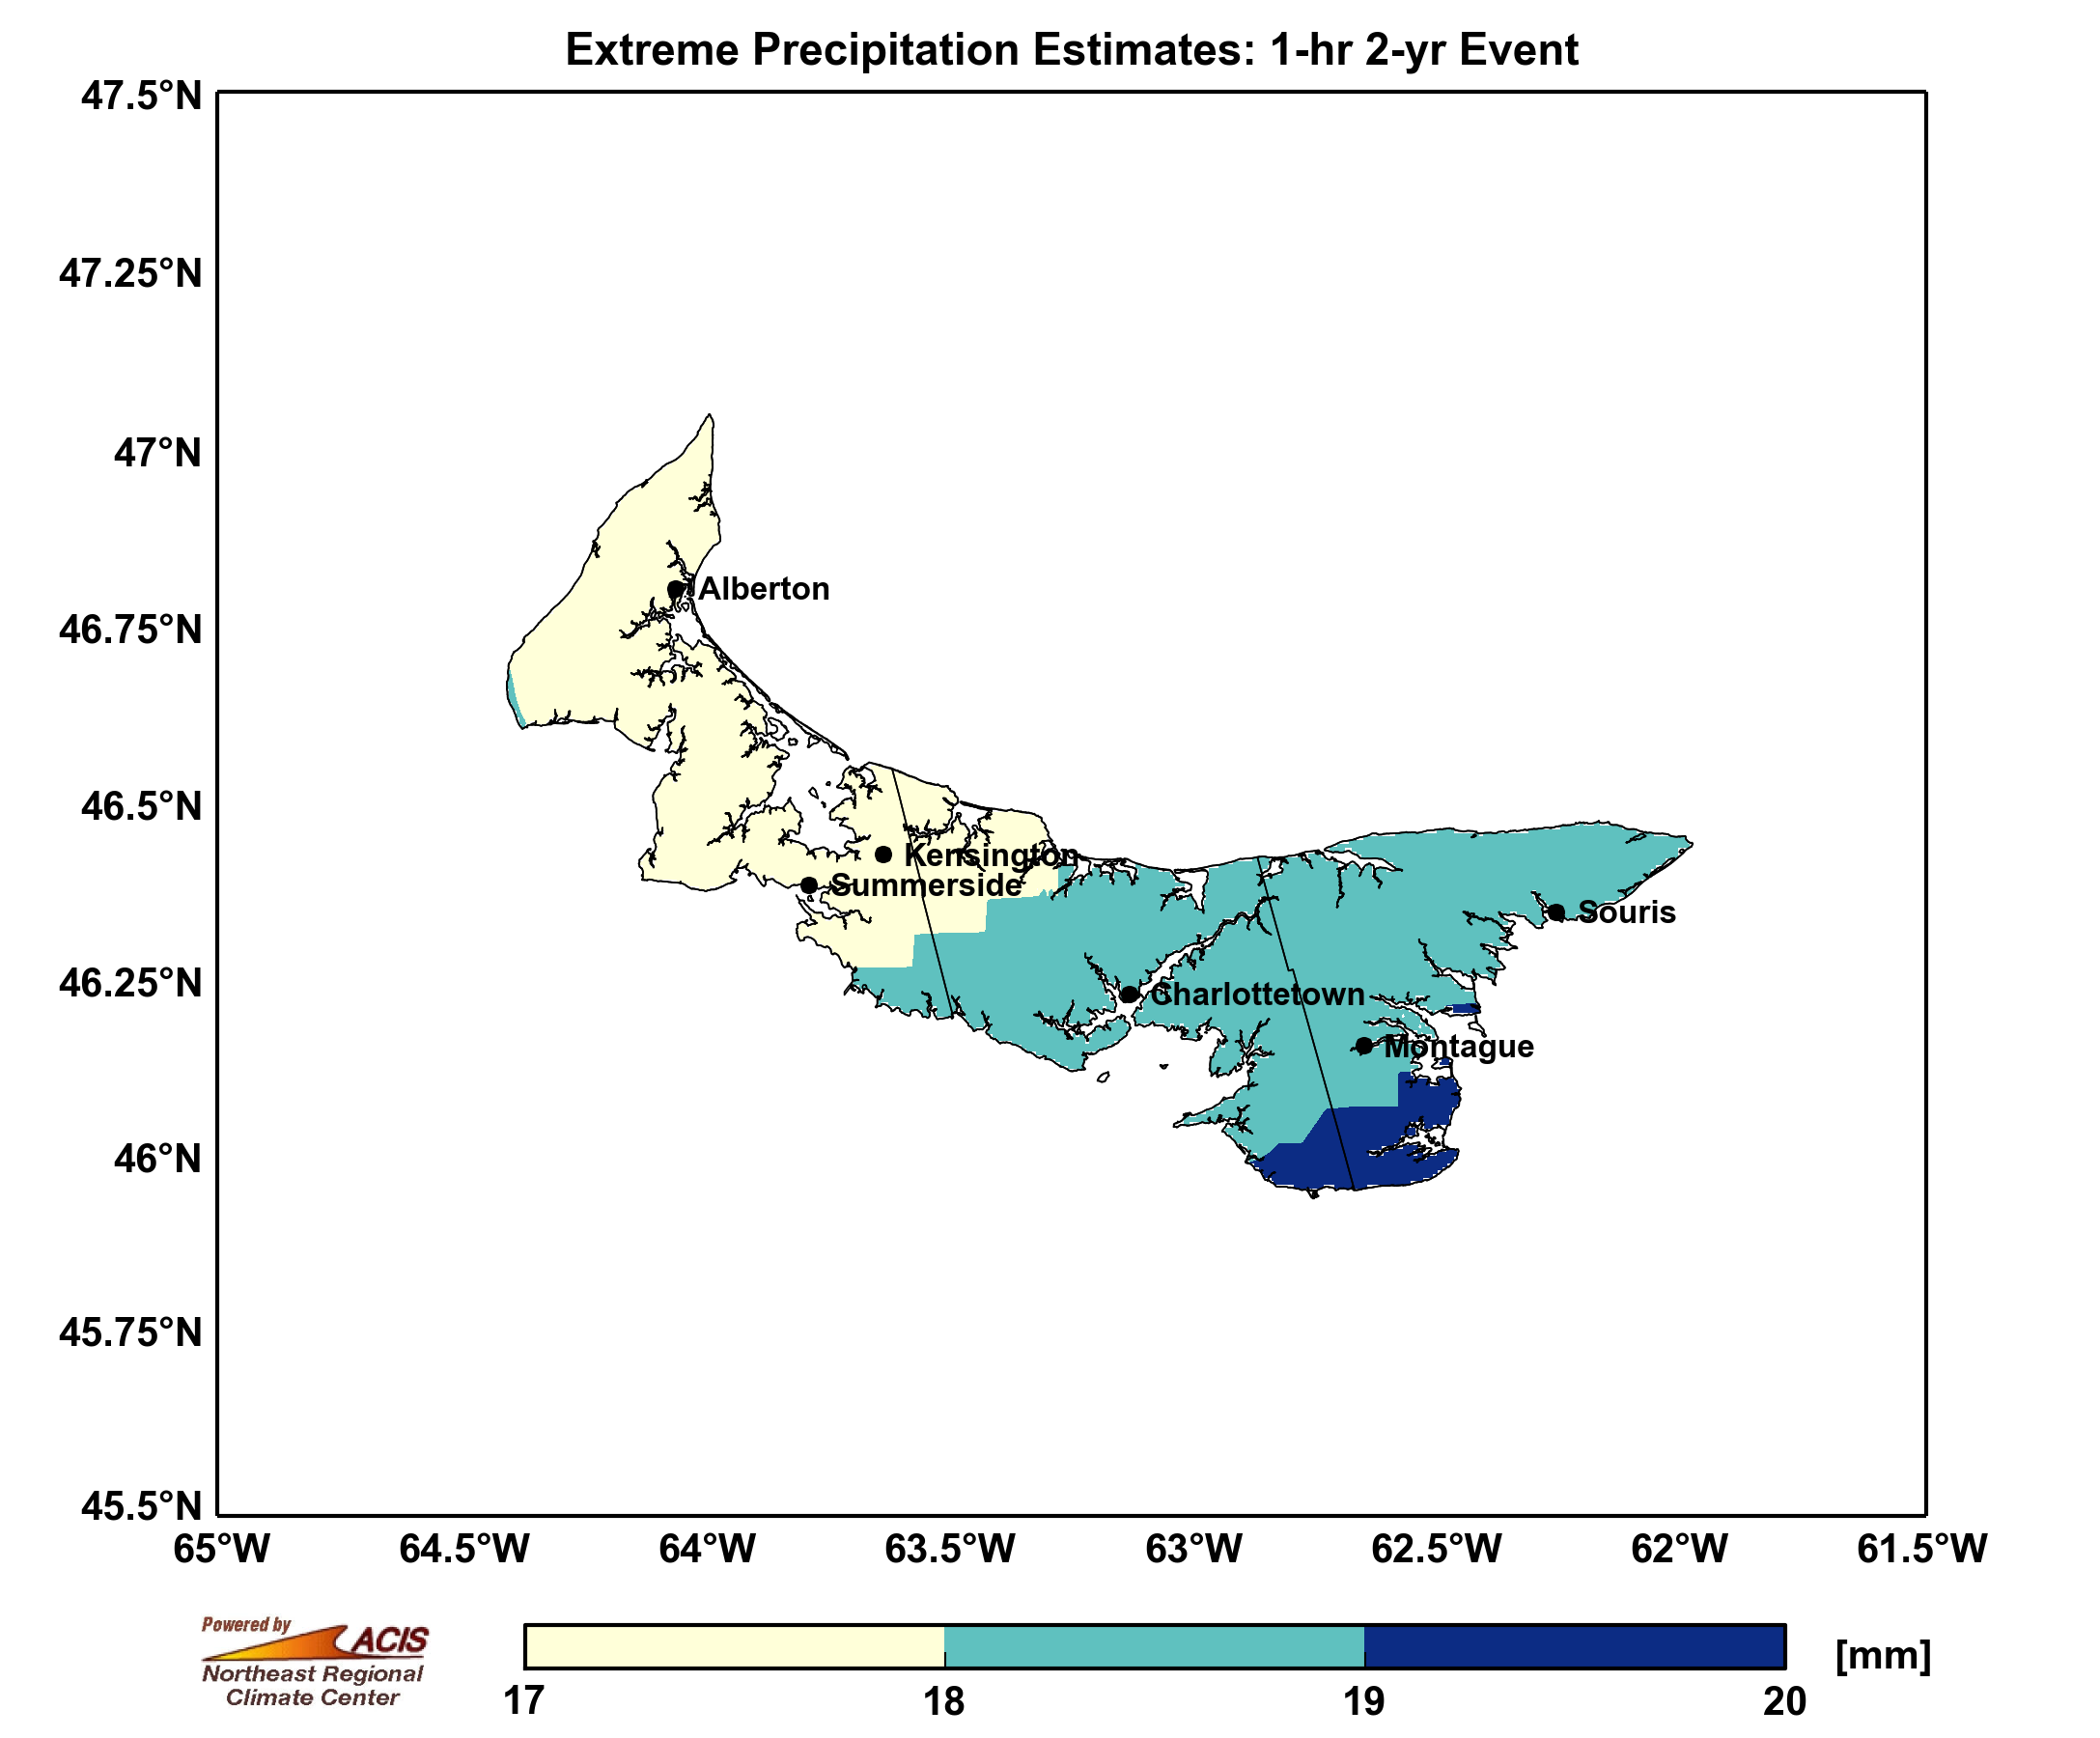 Extreme Precipitation Estimates: 1-hr 2-yr Event
47.5°N
47.25°N
47°N
46.75°N
46.5°N
46.25°N
46°N
45.75°N
45.5°N
Alberton
Kensington
Summerside
Souris
Charlottetown
Montague
65°W 64.5°W 64°W 63.5°W 63°W 62.5°W 62°W 61.5°W
Powered by
ACIS
Northeast Regional
Climate Center
[mm]
17 18 19 20